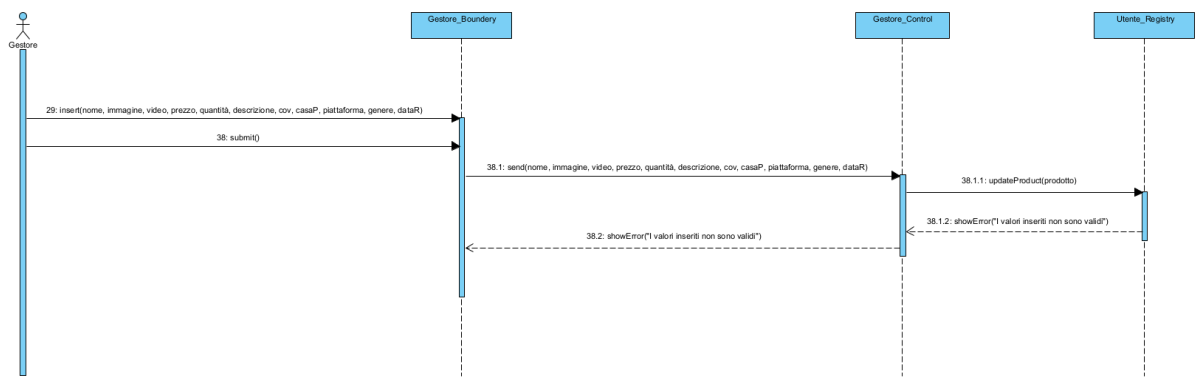 Gestore_Boundery
Gestore_Control
Utente_Registry
Gestore
29: insert(nome, immagine, video, prezzo, quantità, descrizione, cov, casaP, piattaforma, genere, dataR)
38: submit()
38.1: send(nome, immagine, video, prezzo, quantità, descrizione, cov, casaP, piattaforma, genere, dataR)
38.1.1: updateProduct(prodotto)
38.1.2: showError("I valori inseriti non sono validi")
38.2: showError("I valori inseriti non sono validi")